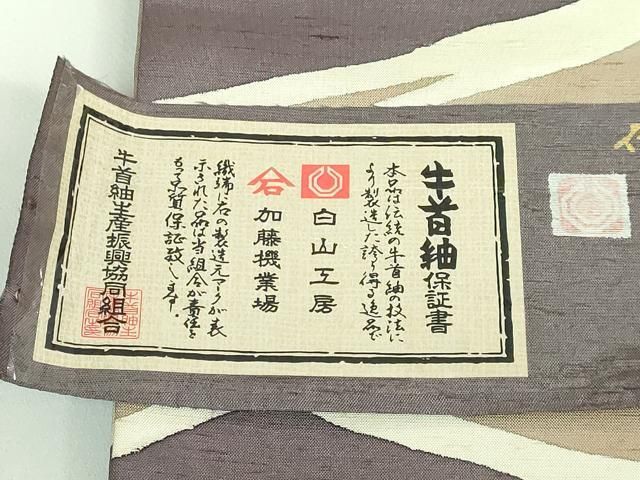 牛首紬保証書
本品は伝統の牛首紬の技法に
より製造した誇り得る逸品で
白山工房
加藤機業場
織端に右の製造元マークが表
示された品は当組合が責任を
もって品質保証致します。
牛首紬生産振興協同組合